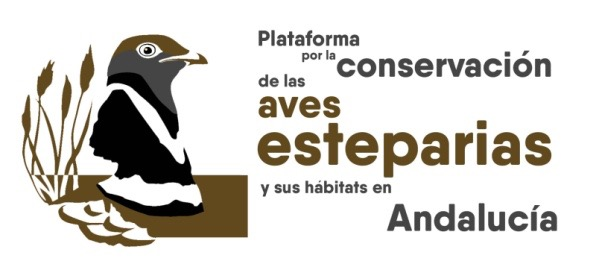 Plataforma
por la conservación
de las
aves
esteparias
y sus hábitats en
Andalucía